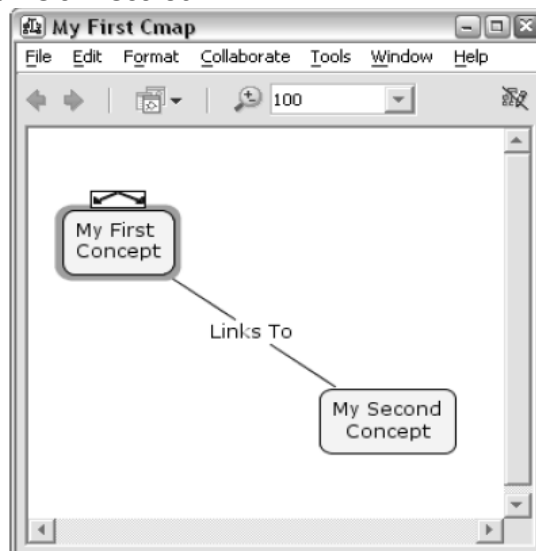 My First Cmap
File Edit Format Collaborate Tools Window Help
100
My First
Concept
Links To
My Second
Concept